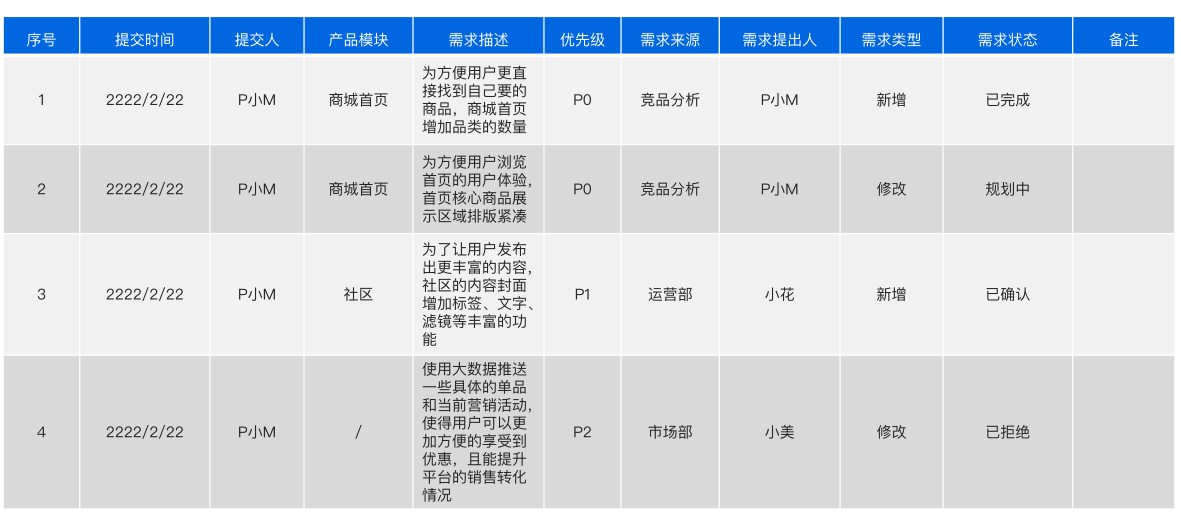 序号 提交时间 提交人 产品模块 需求描述 优先级 需求来源 需求提出人 需求类型 需求状态 备注
为方便用户更直
接找到自己要的
商品，商城首页
增加品类的数量
1 2222/2/22 P小M 商城首页 P0 竞品分析 P小M 新增 已完成
为方便用户浏览
首页的用户体验，
首页核心商品展
示区域排版紧凑
2 2222/2/22 P小M 商城首页 P0 竞品分析 P小M 修改 规划中
为了让用户发布
出更丰富的内容，
社区的内容封面
增加标签、文字、
滤镜等丰富的功
能
3 2222/2/22 P小M 社区 P1 运营部 小花 新增 已确认
使用大数据推送
一些具体的单品
和当前营销活动，
使得用户可以更
加方便的享受到
优惠，且能提升
平台的销售转化
情况
4 2222/2/22 P小M / P2 市场部 小美 修改 已拒绝